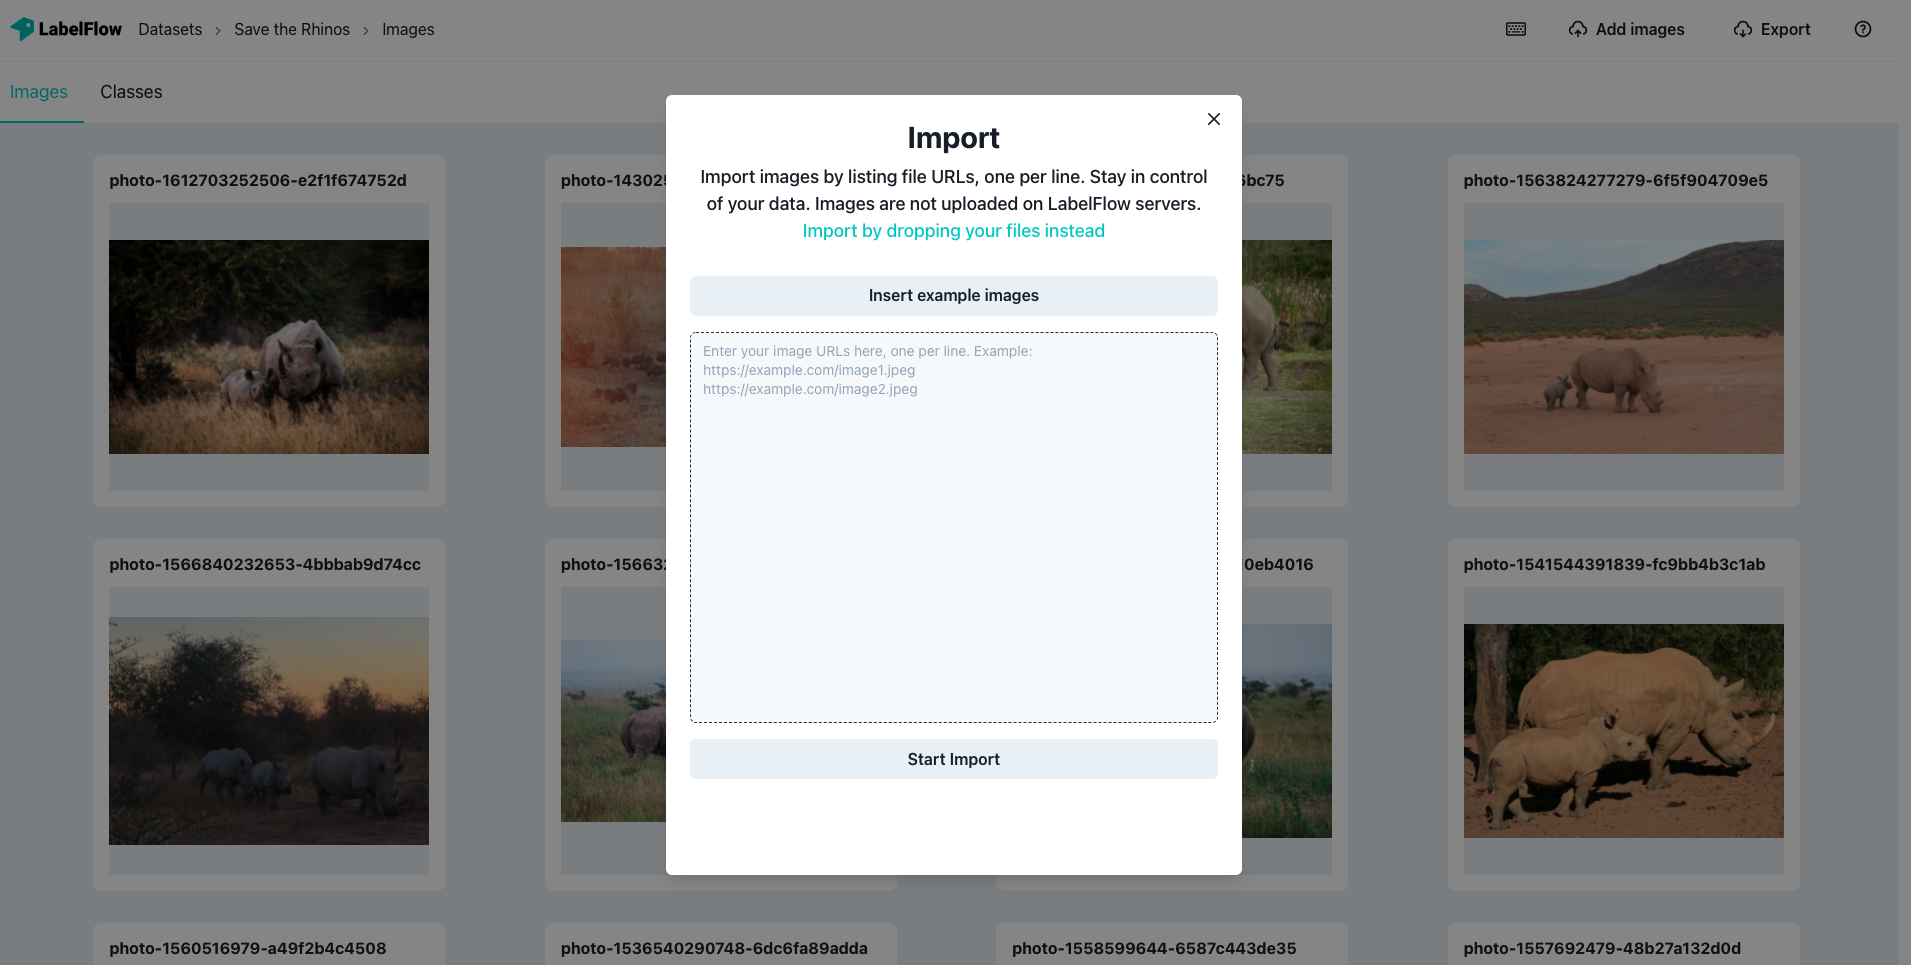 LabelFlow Datasets › Save the Rhinos › Images Add images Export
Images Classes
Import
Import images by listing file URLs, one per line. Stay in control
of your data. Images are not uploaded on LabelFlow servers.
Import by dropping your files instead
Insert example images
Enter your image URLs here, one per line. Example:
https://example.com/image1.jpeg
https://example.com/image2.jpeg
Start Import
photo-1612703252506-e2f1f674752d
photo-14302
6bc75
photo-1563824277279-6f5f904709e5
photo-1566840232653-4bbbab9d74cc
photo-15663
0eb4016
photo-1541544391839-fc9bb4b3c1ab
photo-1560516979-a49f2b4c4508
photo-1536540290748-6dc6fa89adda
photo-1558599644-6587c443de35
photo-1557692479-48b27a132d0d